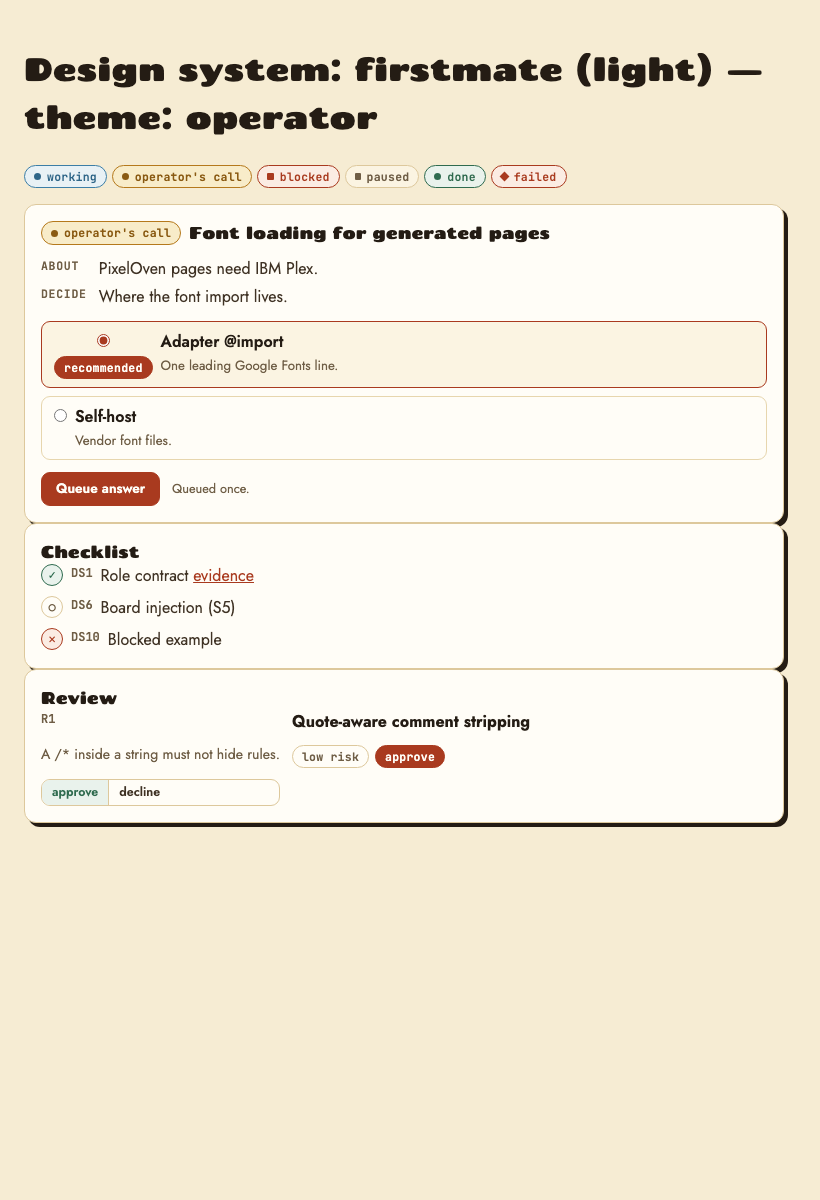 Design system: firstmate (light) —
theme: operator
working operator's call blocked paused done failed
operator's call Font loading for generated pages
ABOUT PixelOven pages need IBM Plex.
DECIDE Where the font import lives.
Adapter @import
recommended One leading Google Fonts line.
Self-host
Vendor font files.
Queue answer Queued once.
Checklist
✓ DS1 Role contract evidence
○ DS6 Board injection (S5)
✕ DS10 Blocked example
Review
R1 Quote-aware comment stripping
A /* inside a string must not hide rules. low risk approve
approve decline